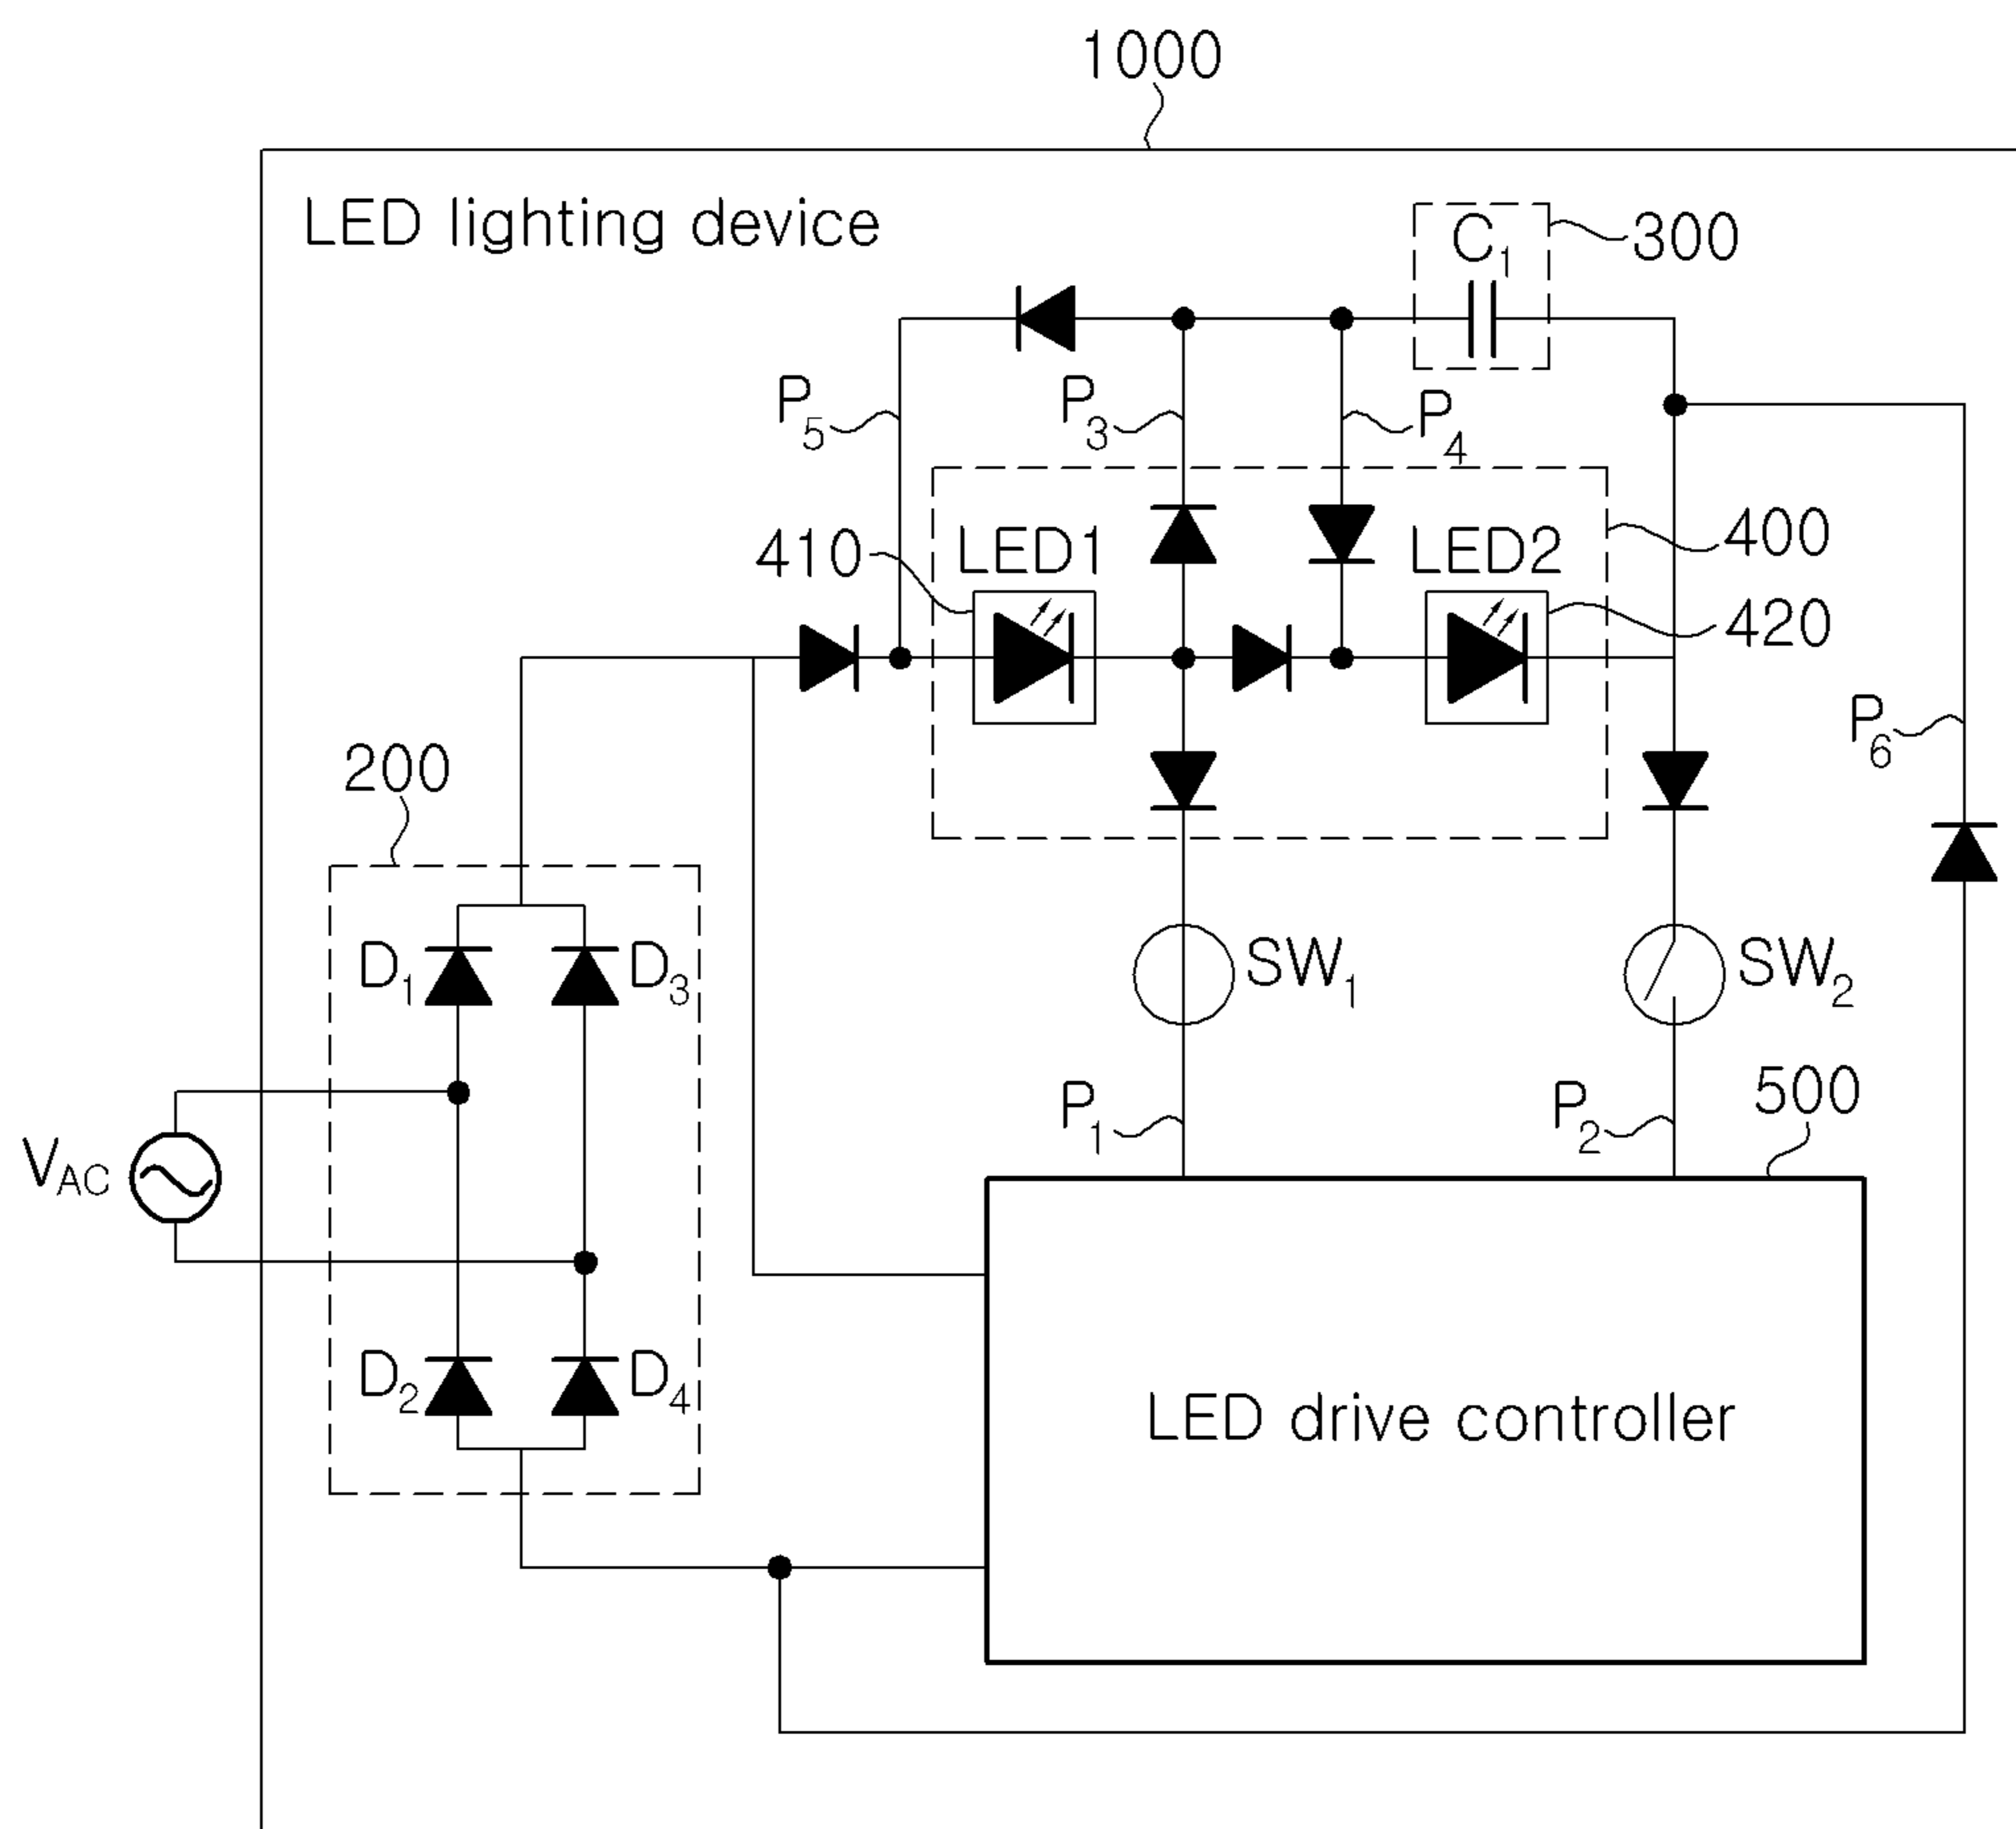 1000
LED lighting device
C1
300
P5
P3
P4
410
LED1
LED2
400
420
P6
200
D1
D3
SW1
SW2
P1
P2
500
VAC
D2
D4
LED drive controller